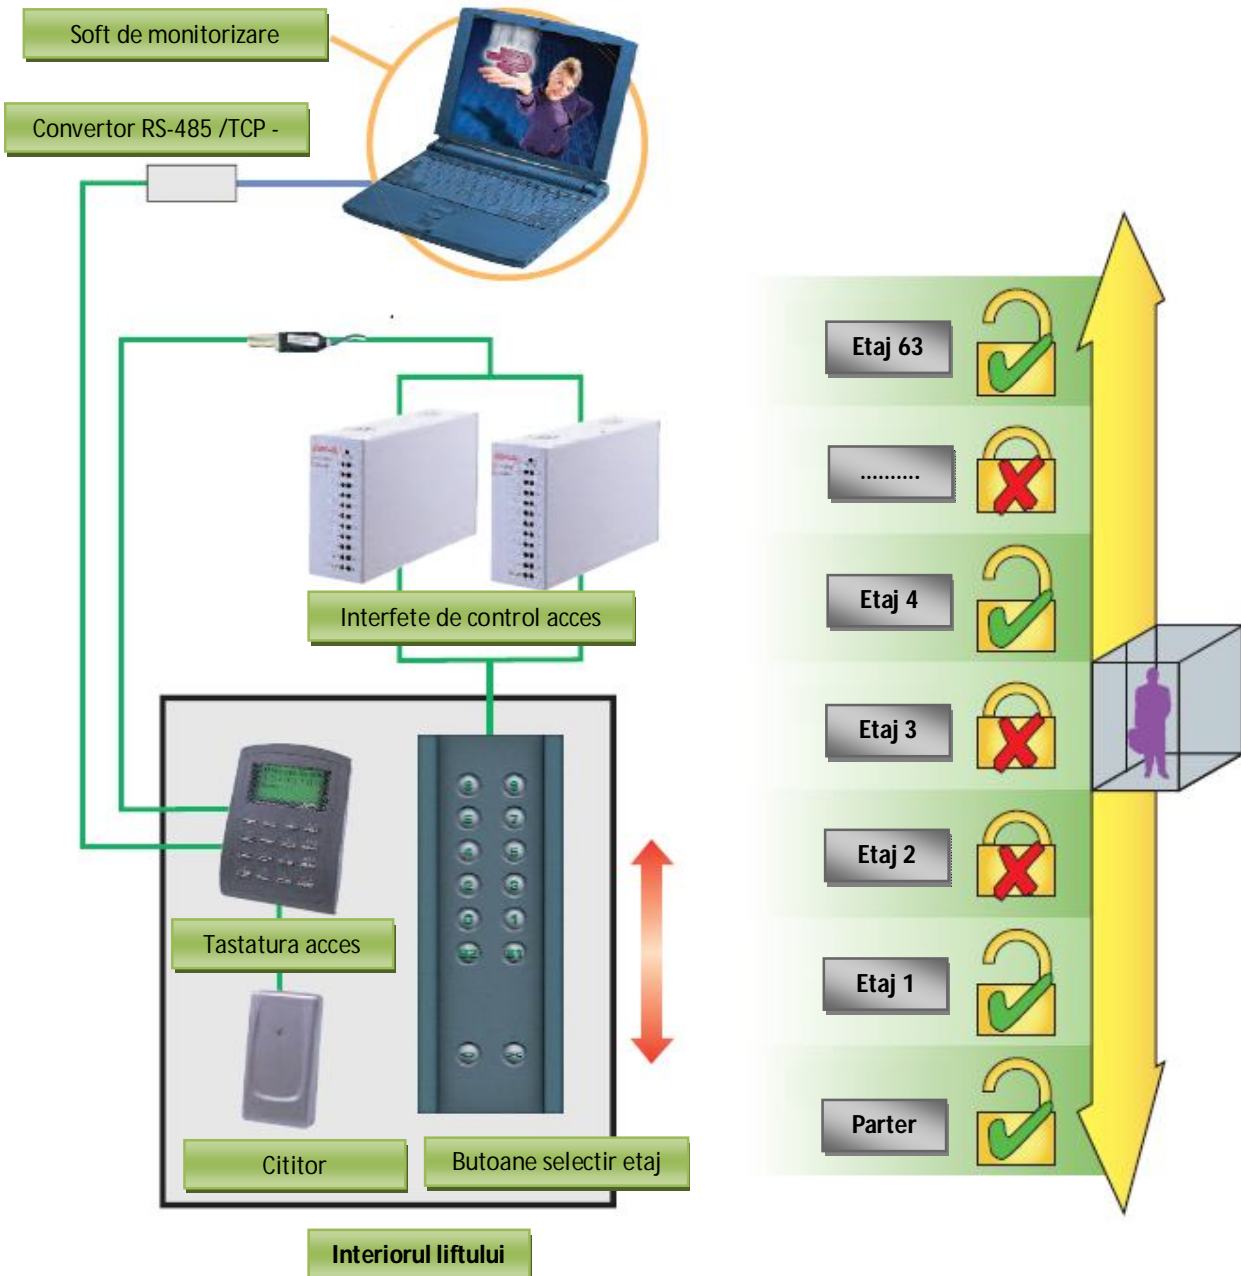 Soft de monitorizare
Convertor RS-485 /TCP -
Interfete de control acces
Tastatura acces
Cititor
Butoane selectir etaj
Interiorul liftului
Etaj 63
..........
Etaj 4
Etaj 3
Etaj 2
Etaj 1
Parter